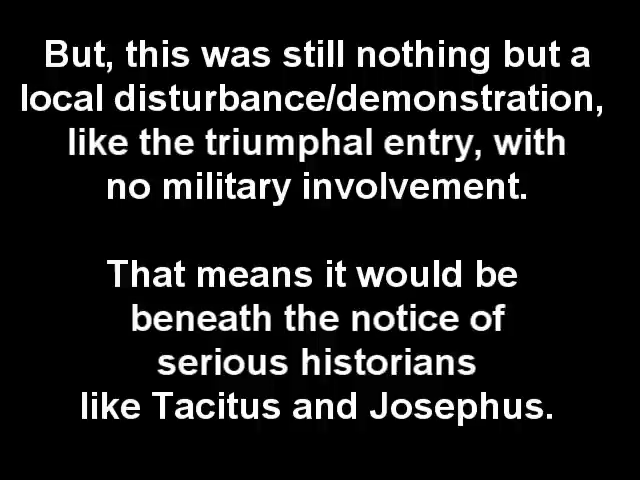 But, this was still nothing but a
local disturbance/demonstration,
like the triumphal entry, with
no military involvement.
That means it would be
beneath the notice of
serious historians
like Tacitus and Josephus.